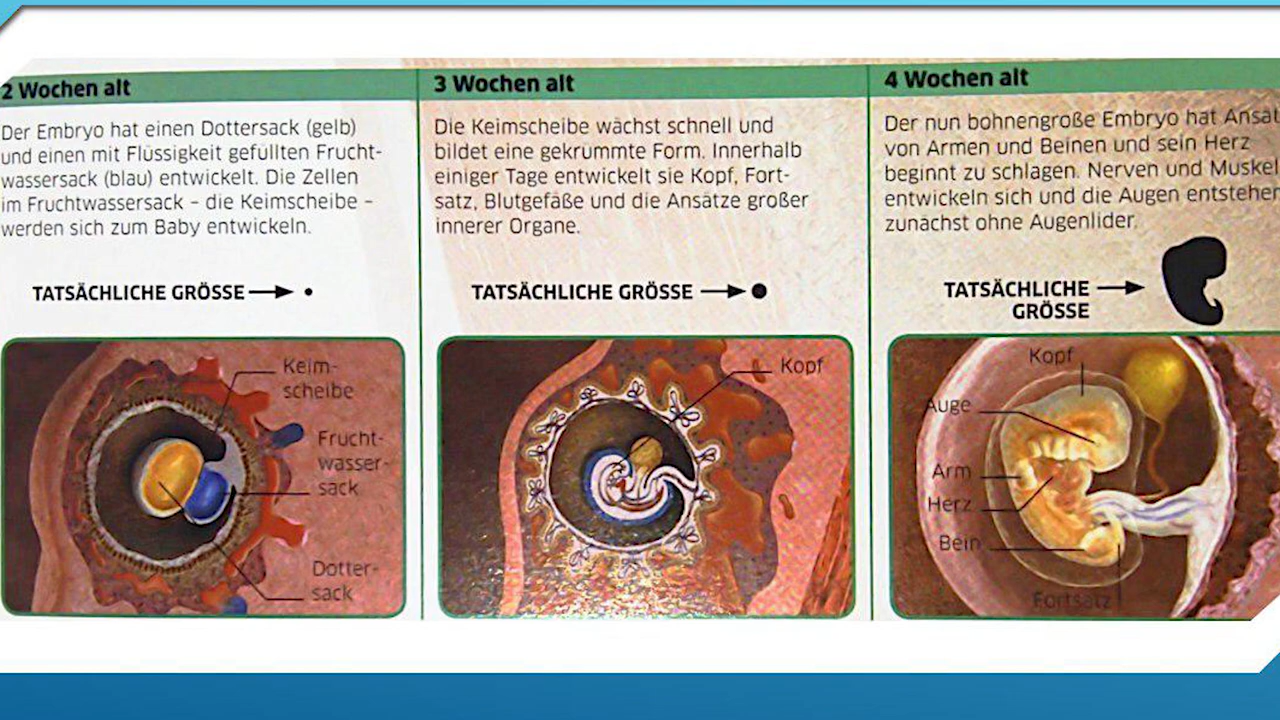 2 Wochen alt
Der Embryo hat einen Dottersack (gelb)
und einen mit Flüssigkeit gefüllten Frucht-
wassersack (blau) entwickelt. Die Zellen
im Fruchtwassersack – die Keimscheibe –
werden sich zum Baby entwickeln.
TATSÄCHLICHE GRÖSSE
Keim-
scheibe
Frucht-
wasser-
sack
Dotter-
sack
3 Wochen alt
Die Keimscheibe wächst schnell und
bildet eine gekrümmte Form. Innerhalb
einiger Tage entwickelt sie Kopf, Fort-
satz, Blutgefäße und die Ansätze großer
innerer Organe.
TATSÄCHLICHE GRÖSSE
Kopf
4 Wochen alt
Der nun bohnengroße Embryo hat Ansät
von Armen und Beinen und sein Herz
beginnt zu schlagen. Nerven und Muskel
entwickeln sich und die Augen entstehen
zunächst ohne Augenlider.
TATSÄCHLICHE
GRÖSSE
Kopf
Auge
Arm
Herz
Bein
Fortsatz